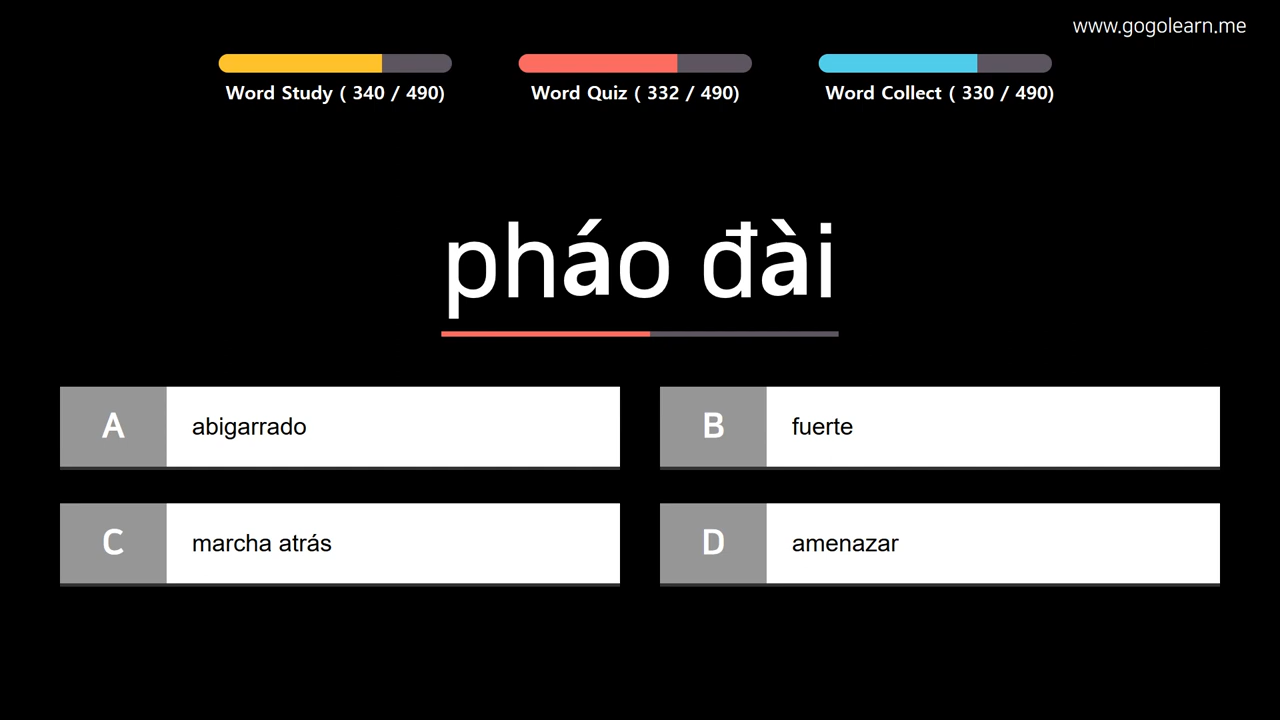 www.gogolearn.me
Word Study ( 340 / 490)
Word Quiz ( 332 / 490)
Word Collect ( 330 / 490)
pháo đài
A abigarrado
B fuerte
C marcha atrás
D amenazar